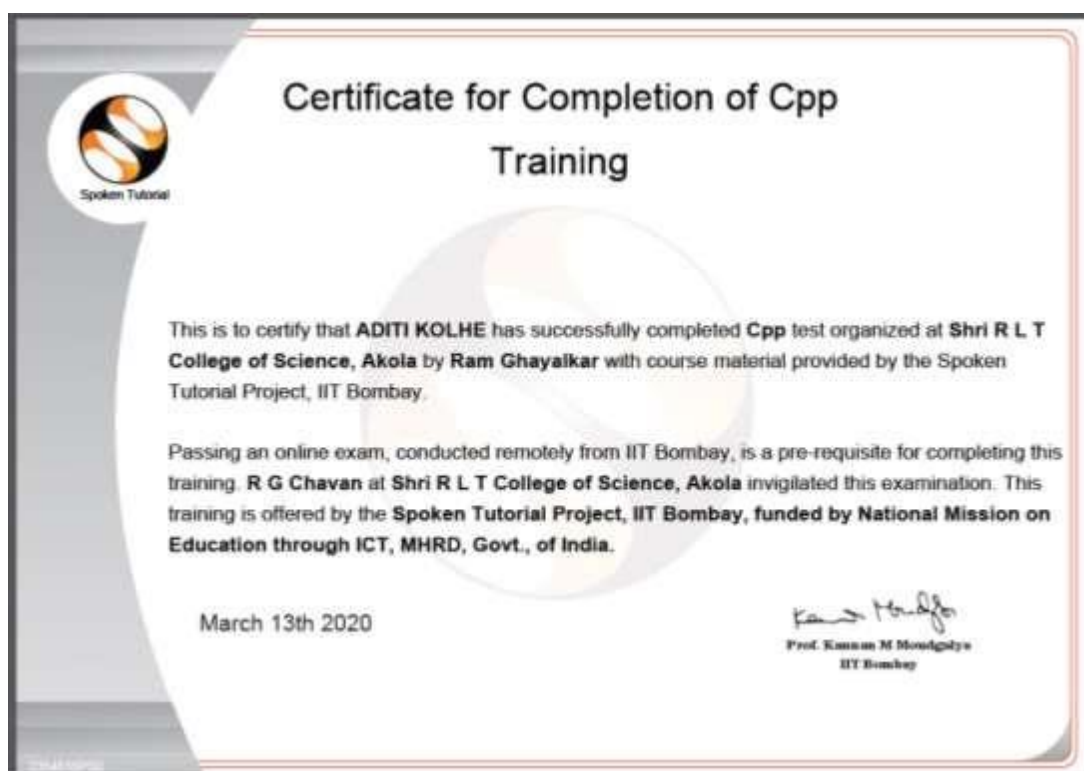 Spoken Tutorial
Certificate for Completion of Cpp
Training
This is to certify that ADITI KOLHE has successfully completed Cpp test organized at Shri R L T
College of Science, Akola by Ram Ghayalkar with course material provided by the Spoken
Tutorial Project, IIT Bombay.
Passing an online exam, conducted remotely from IIT Bombay, is a pre-requisite for completing this
training. R G Chavan at Shri R L T College of Science, Akola invigilated this examination. This
training is offered by the Spoken Tutorial Project, IIT Bombay, funded by National Mission on
Education through ICT, MHRD, Govt., of India.
March 13th 2020
Prof. Kannan M Moudgalya
IIT Bombay